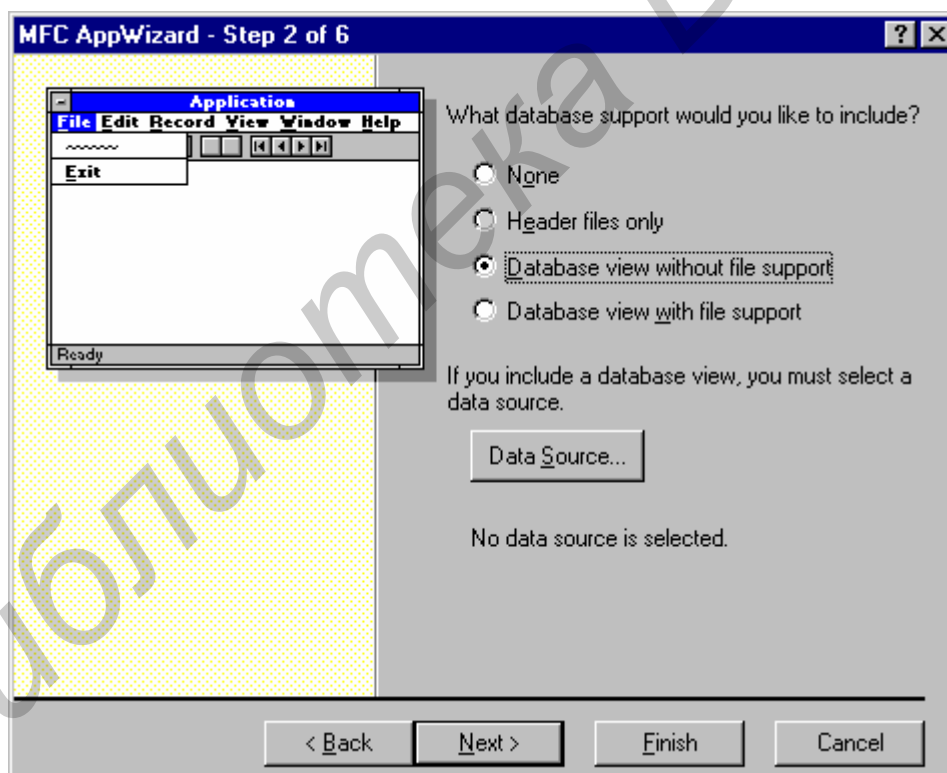 MFC AppWizard - Step 2 of 6
Application
File Edit Record View Window Help
Exit
Ready
What database support would you like to include?
None
Header files only
Database view without file support
Database view with file support
If you include a database view, you must select a
data source.
Data Source...
No data source is selected.
< Back
Next >
Finish
Cancel